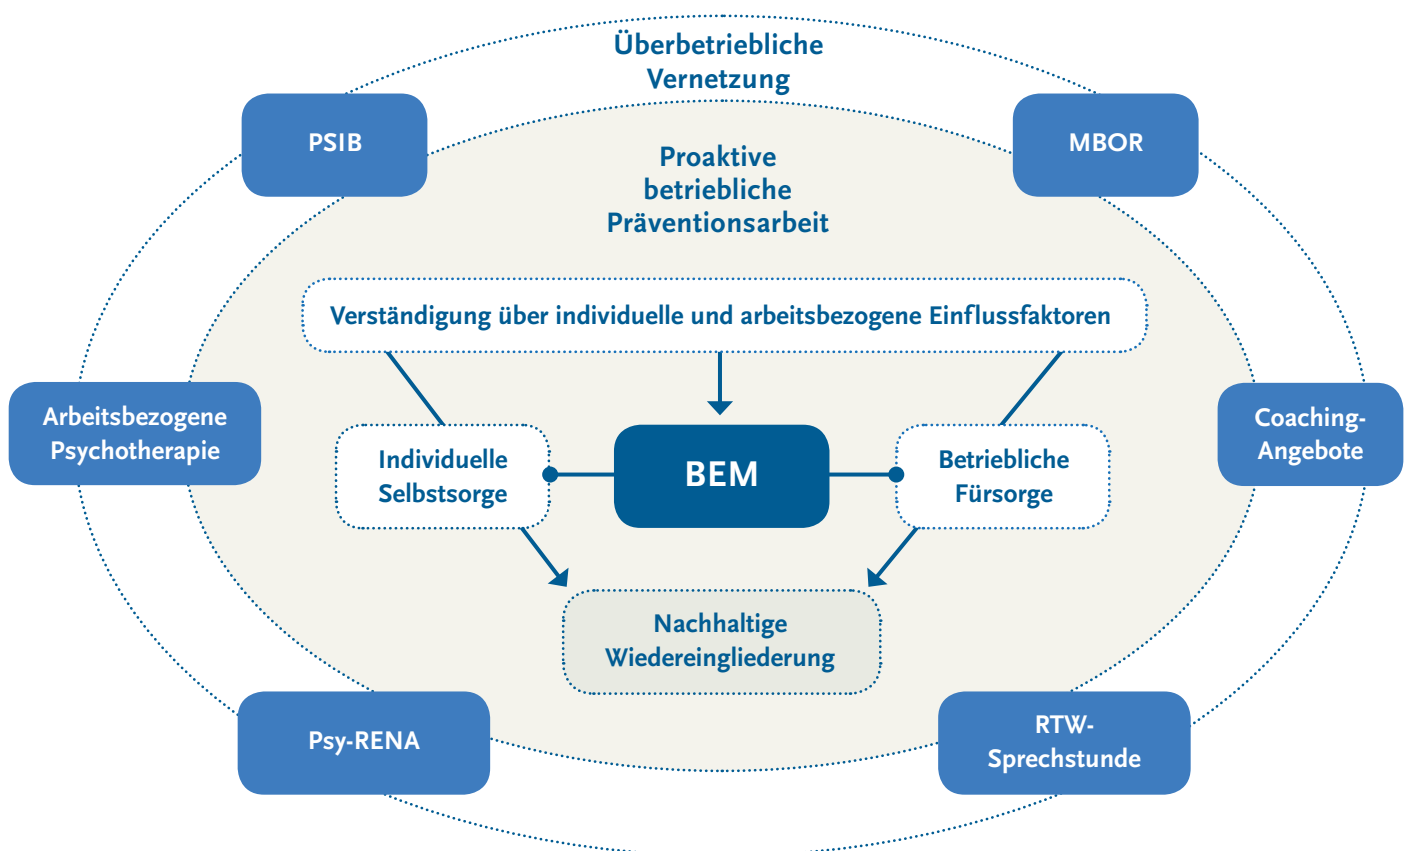 Überbetriebliche
Vernetzung
PSIB
MBOR
Proaktive
betriebliche
Präventionsarbeit
Verständigung über individuelle und arbeitsbezogene Einflussfaktoren
Arbeitsbezogene
Psychotherapie
Individuelle
Selbstsorge
BEM
Betriebliche
Fürsorge
Coaching-
Angebote
Nachhaltige
Wiedereingliederung
Psy-RENA
RTW-
Sprechstunde